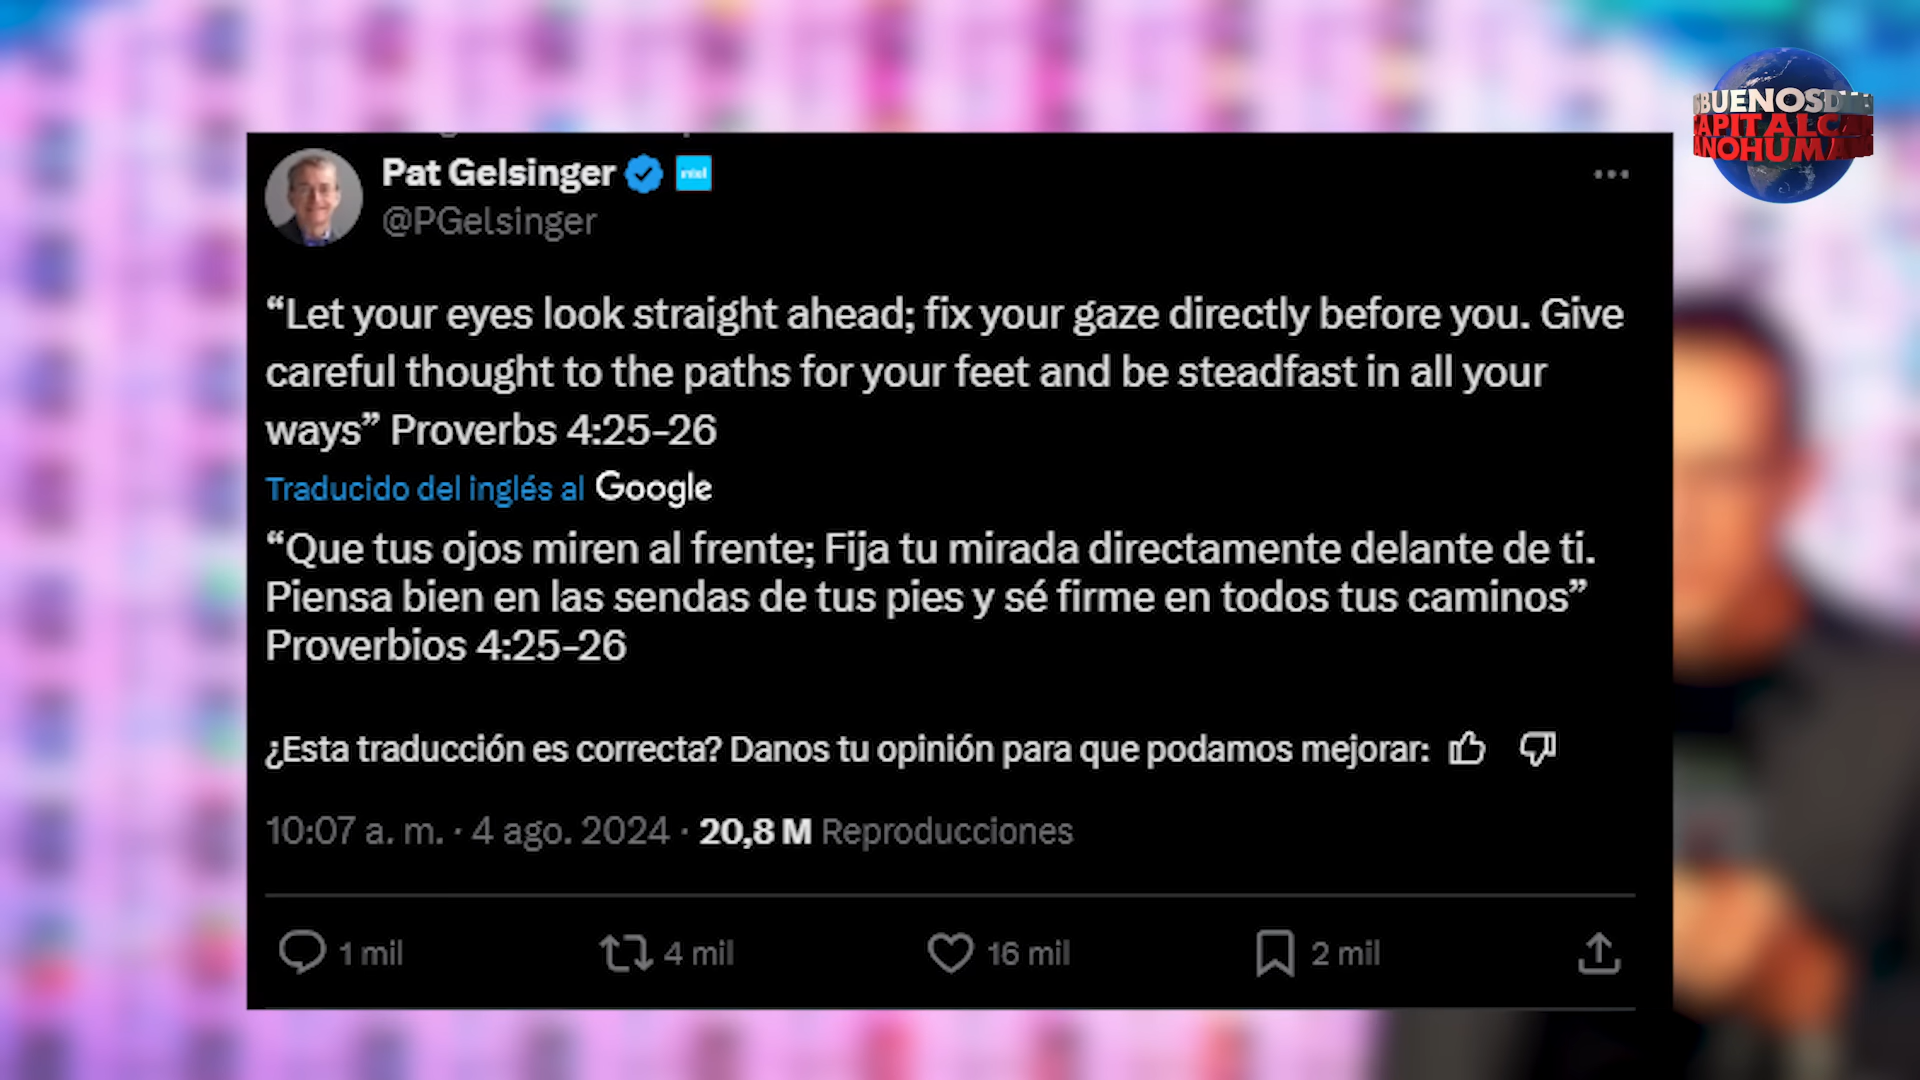 Pat Gelsinger
intel
@PGelsinger
“Let your eyes look straight ahead; fix your gaze directly before you. Give
careful thought to the paths for your feet and be steadfast in all your
ways” Proverbs 4:25-26
Traducido del inglés al Google
“Que tus ojos miren al frente; Fija tu mirada directamente delante de ti.
Piensa bien en las sendas de tus pies y sé firme en todos tus caminos”
Proverbios 4:25-26
¿Esta traducción es correcta? Danos tu opinión para que podamos mejorar:
10:07 a. m. · 4 ago. 2024 · 20,8 M Reproducciones
1 mil 4 mil 16 mil 2 mil